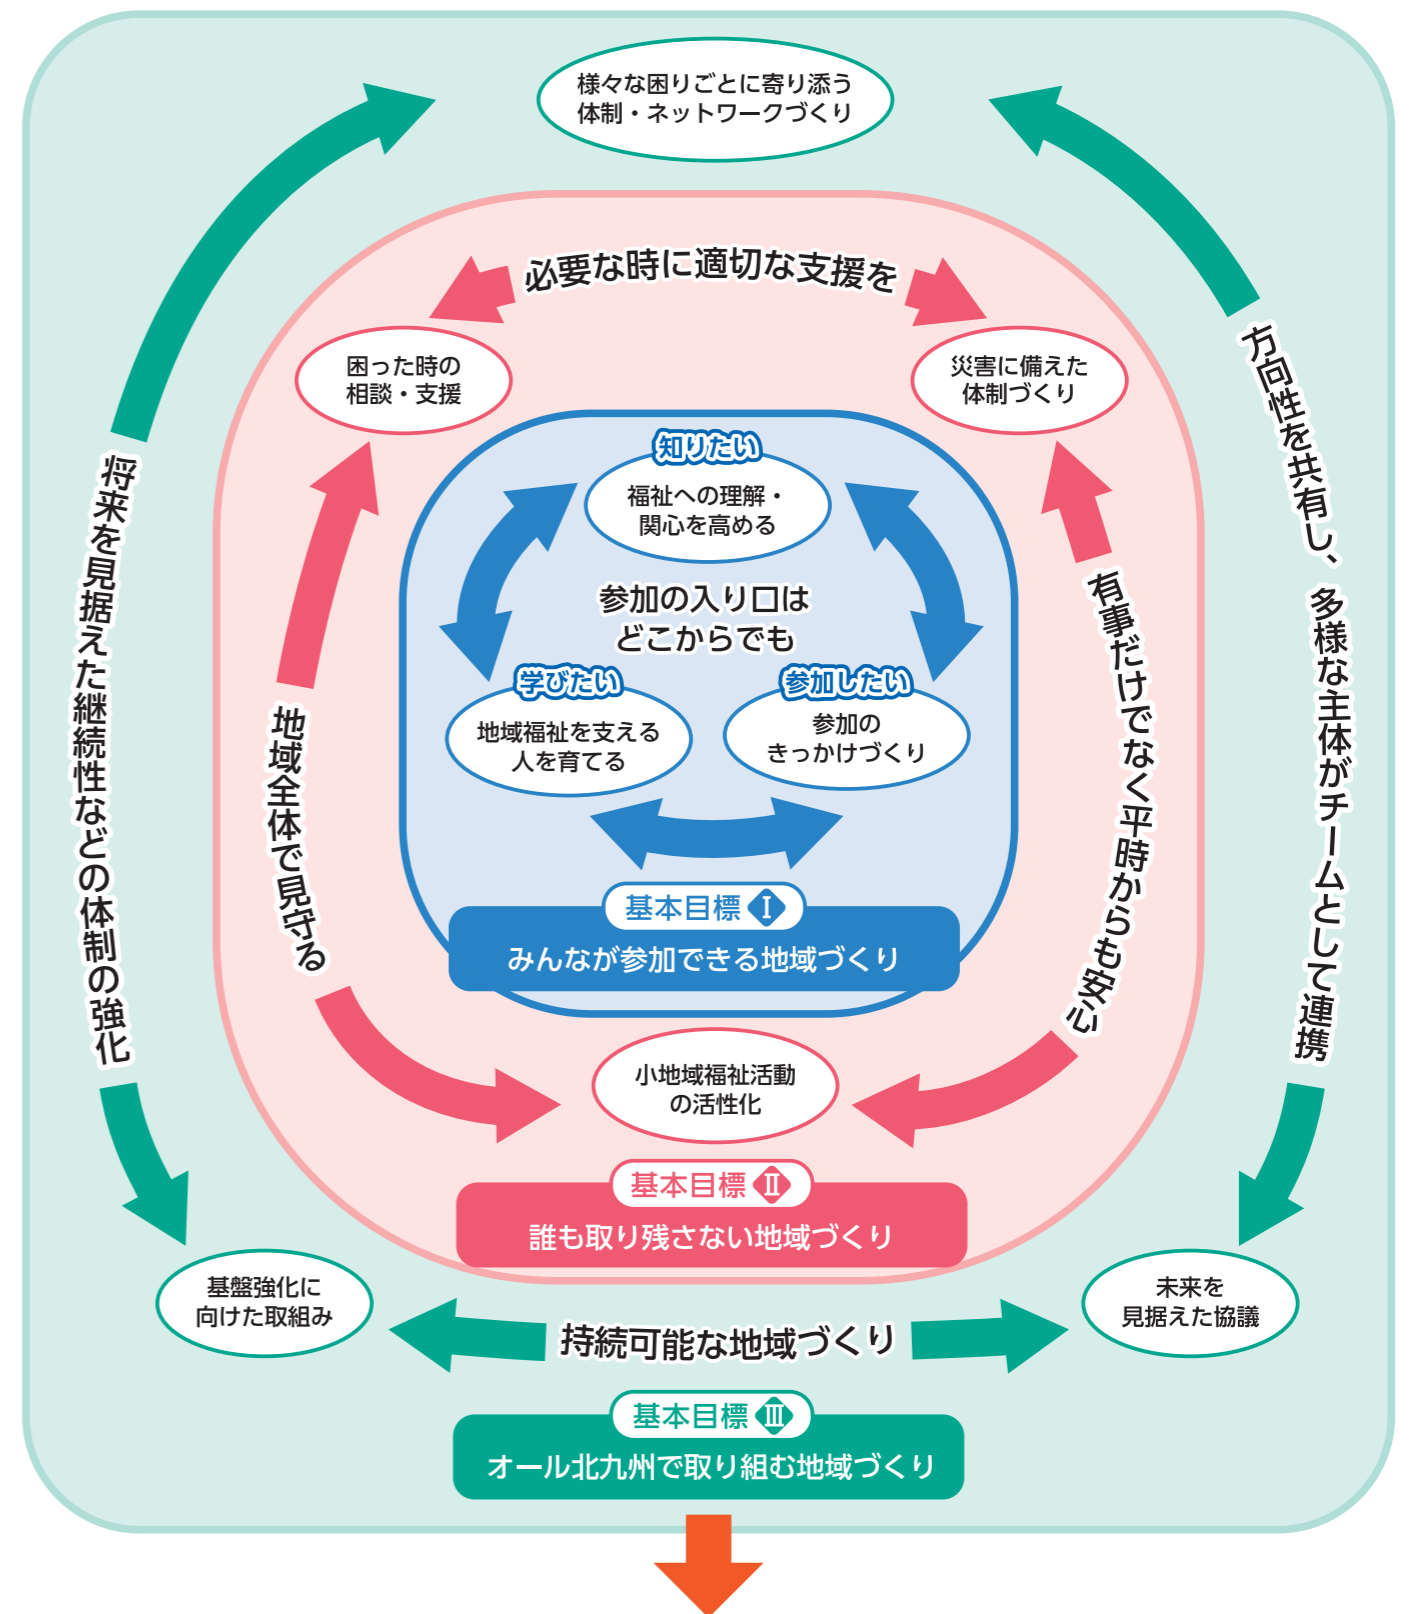 様々な困りごとに寄り添う
体制・ネットワークづくり
必要な時に適切な支援を
困った時の
相談・支援
災害に備えた
体制づくり
方向性を共有し、多様な主体がチームとして連携
将来を見据えた継続性などの体制の強化
地域全体で見守る
有事だけでなく平時からも安心
知りたい
福祉への理解・
関心を高める
参加の入り口は
どこからでも
学びたい
地域福祉を支える
人を育てる
参加したい
参加の
きっかけづくり
基本目標 Ⅰ
みんなが参加できる地域づくり
小地域福祉活動
の活性化
基本目標 Ⅱ
誰も取り残さない地域づくり
基盤強化に
向けた取組み
持続可能な地域づくり
未来を
見据えた協議
基本目標 Ⅲ
オール北九州で取り組む地域づくり